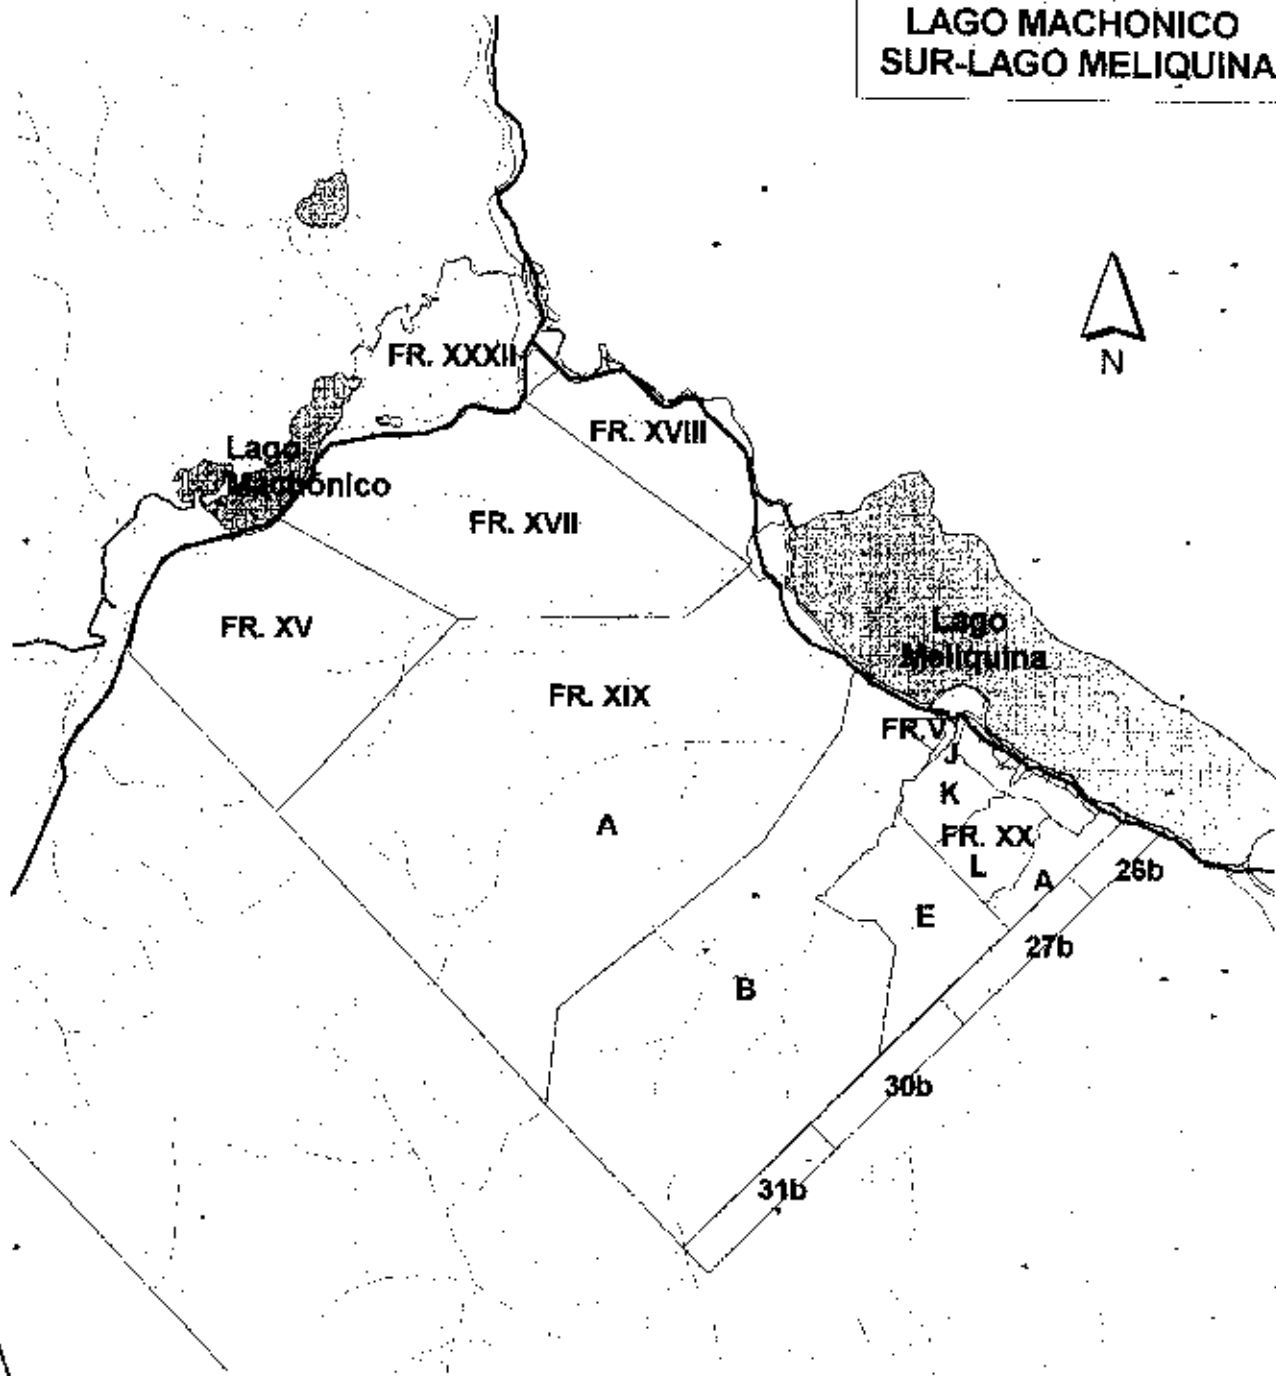 LAGO MACHONICO
SUR-LAGO MELIQUINA
N
FR. XXXII
FR. XVIII
Lago
Machónico
FR. XVII
FR. XV
Lago
Meliquina
FR. XIX
FR.V
J
K
A
FR. XX
L
A
26b
E
27b
B
30b
31b